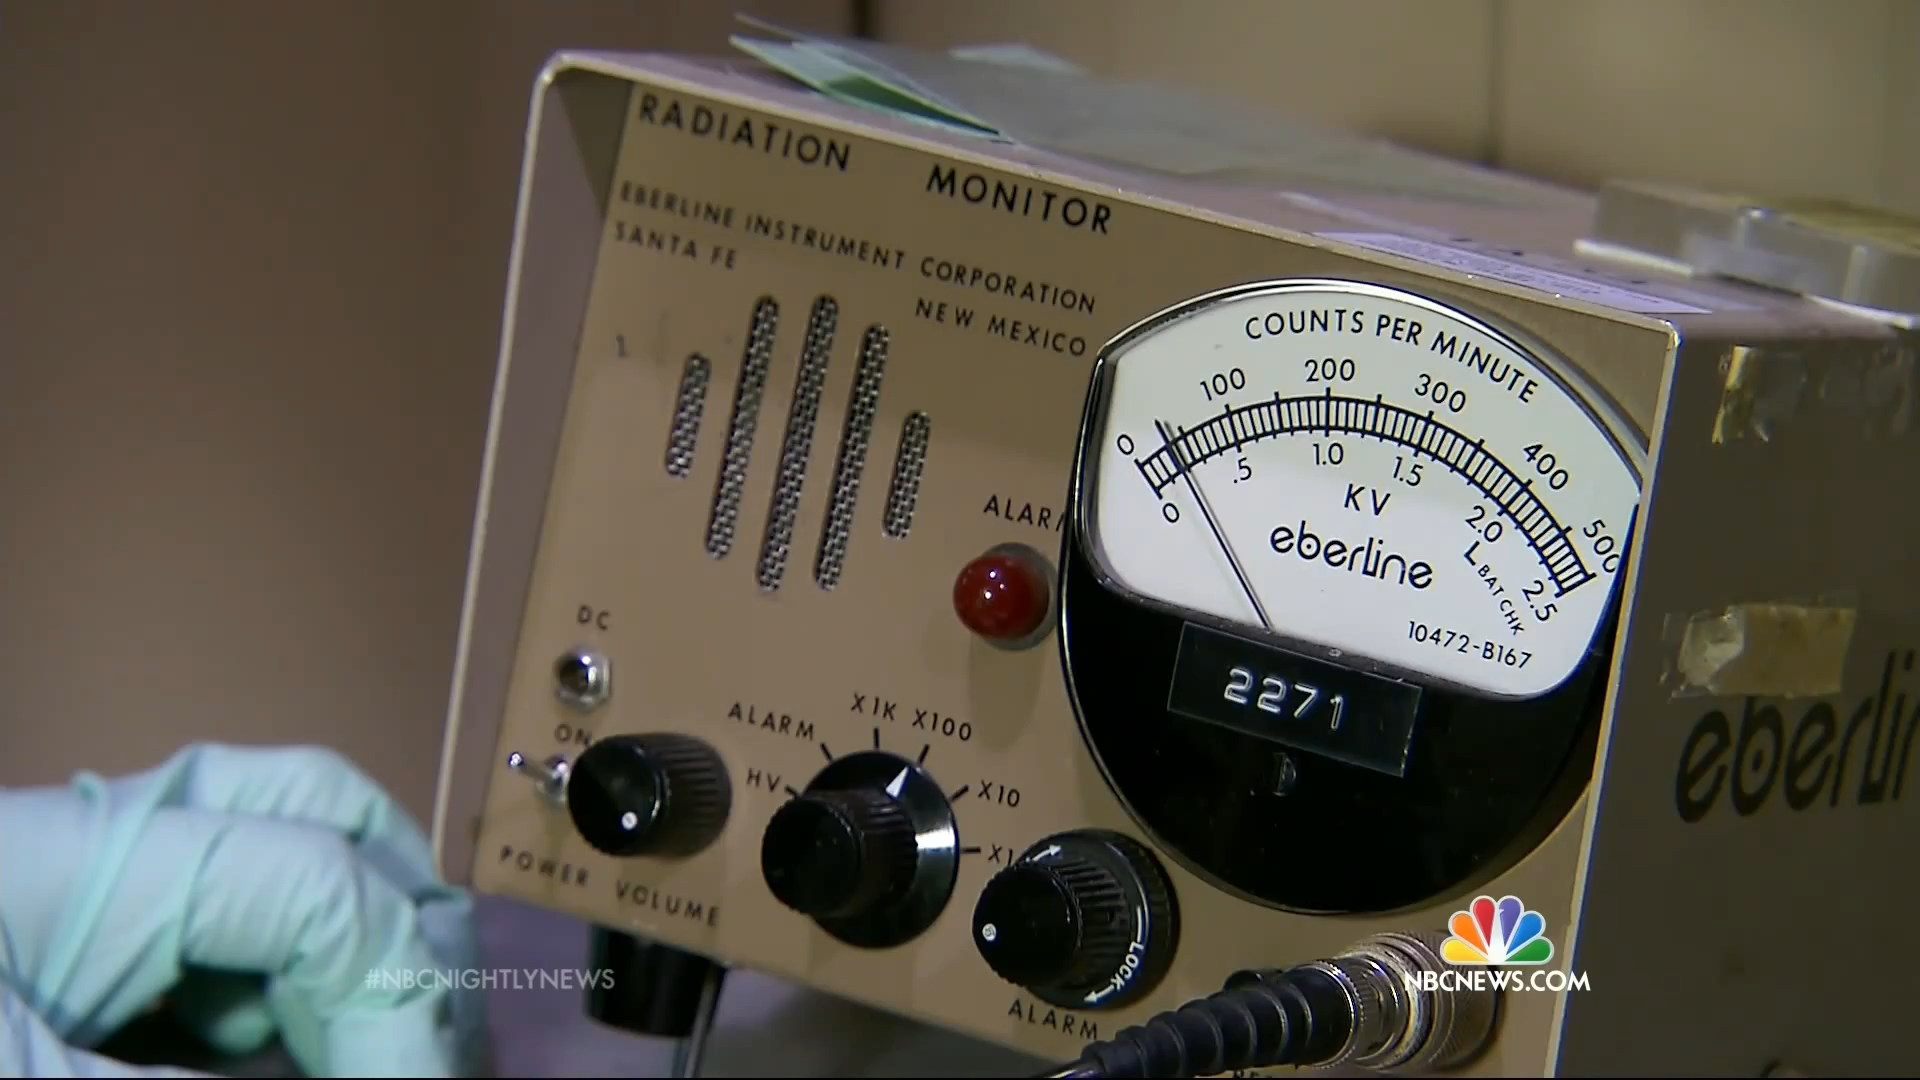 RADIATION MONITOR
EBERLINE INSTRUMENT CORPORATION
SANTA FE NEW MEXICO
COUNTS PER MINUTE
0 100 200 300 400 500
0 .5 1.0 1.5 2.0 2.5
KV
BAT CHK
eberline
10472-B167
2271
ALARM
DC
ON
POWER VOLUME
HV ALARM X1K X100 X10 X1
LOCK
ALARM
eberlin
#NBCNIGHTLYNEWS
NBCNEWS.COM